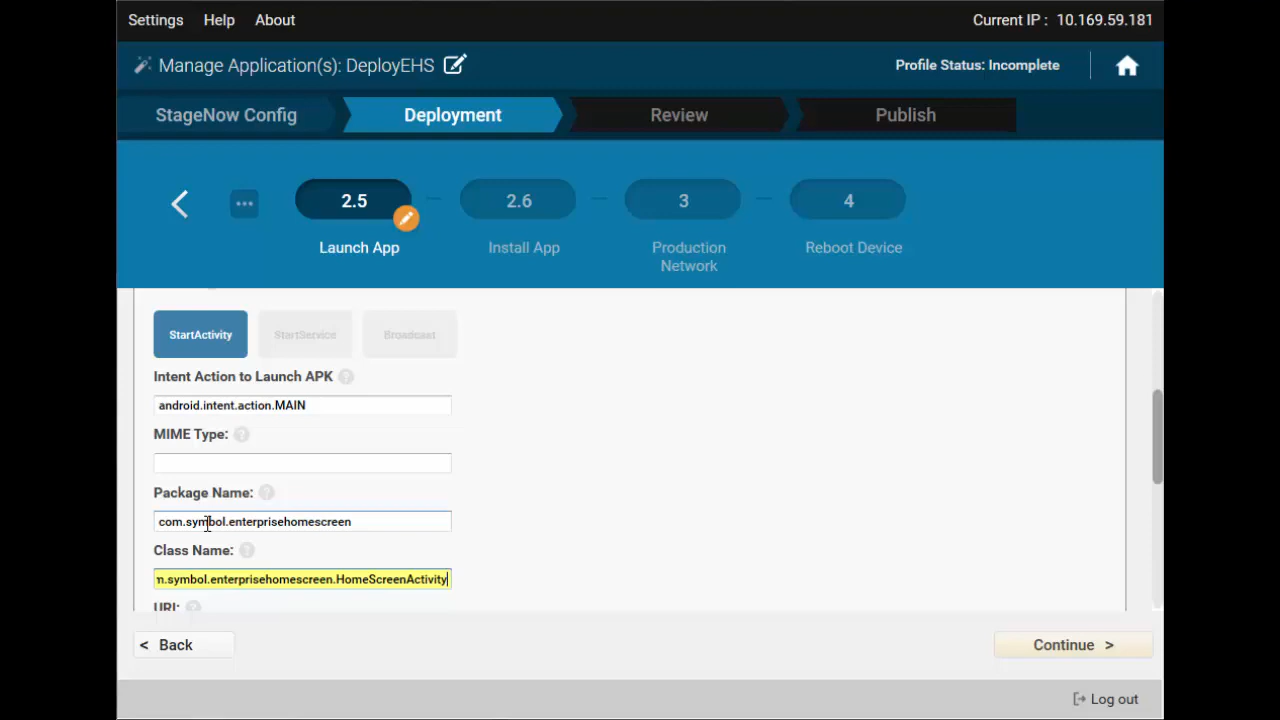 Settings Help About Current IP : 10.169.59.181
Manage Application(s): DeployEHS Profile Status: Incomplete
StageNow Config Deployment Review Publish
... 2.5 2.6 3 4
Launch App Install App Production Network Reboot Device
StartActivity StartService Broadcast
Intent Action to Launch APK ?
android.intent.action.MAIN
MIME Type: ?
Package Name: ?
com.symbol.enterprisehomescreen
Class Name: ?
m.symbol.enterprisehomescreen.HomeScreenActivity
URI: ?
< Back Continue >
Log out